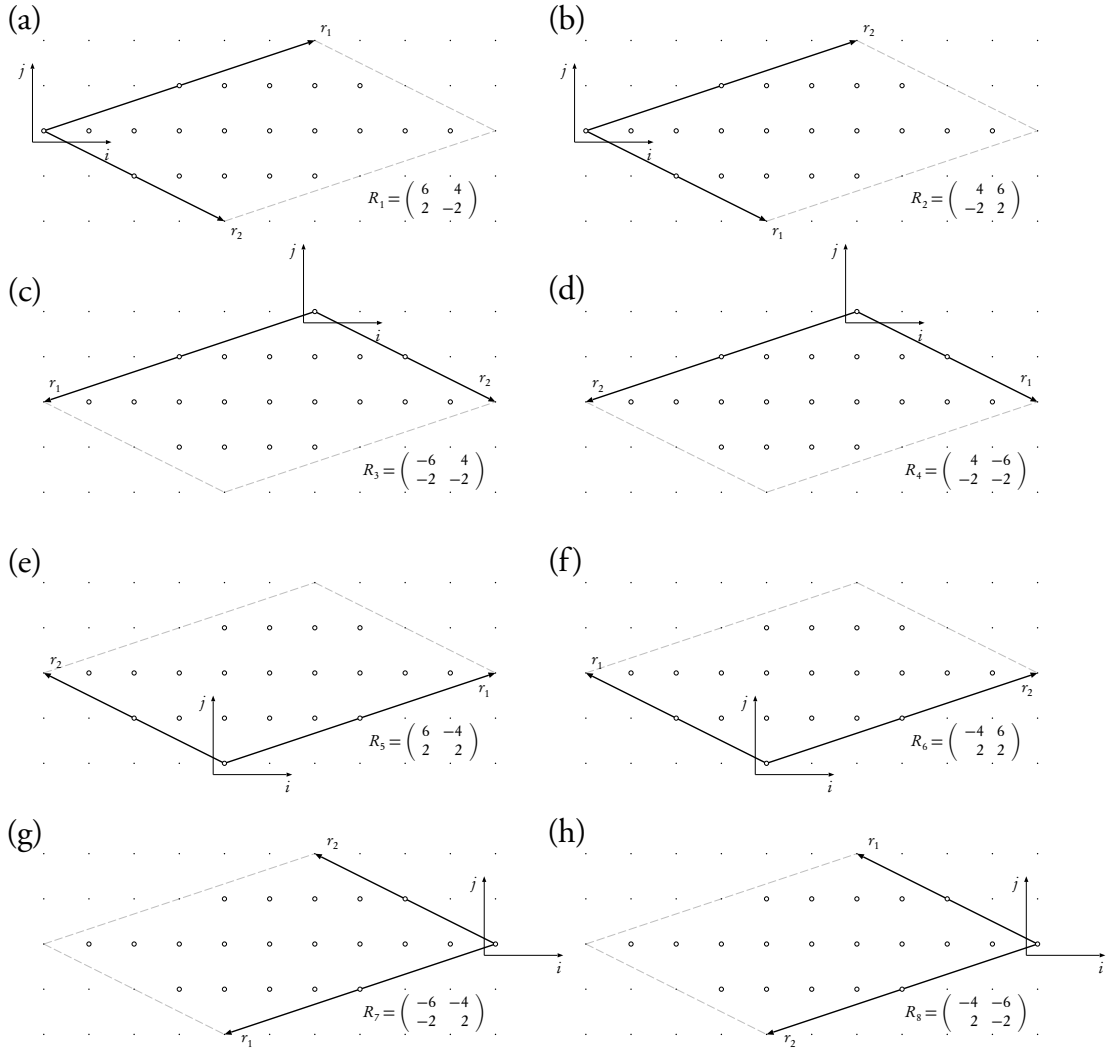 (a)
r₁
j
i
R₁ = ( 6 4
2 −2 )
r₂
(b)
r₂
j
i
R₂ = ( 4 6
−2 2 )
r₁
(c)
j
i
r₁
r₂
R₃ = ( −6 4
−2 −2 )
(d)
j
i
r₂
r₁
R₄ = ( 4 −6
−2 −2 )
(e)
r₂
r₁
j
i
R₅ = ( 6 −4
2 2 )
(f)
r₁
r₂
j
i
R₆ = ( −4 6
2 2 )
(g)
r₂
j
i
R₇ = ( −6 −4
−2 2 )
r₁
(h)
r₁
j
i
R₈ = ( −4 −6
2 −2 )
r₂